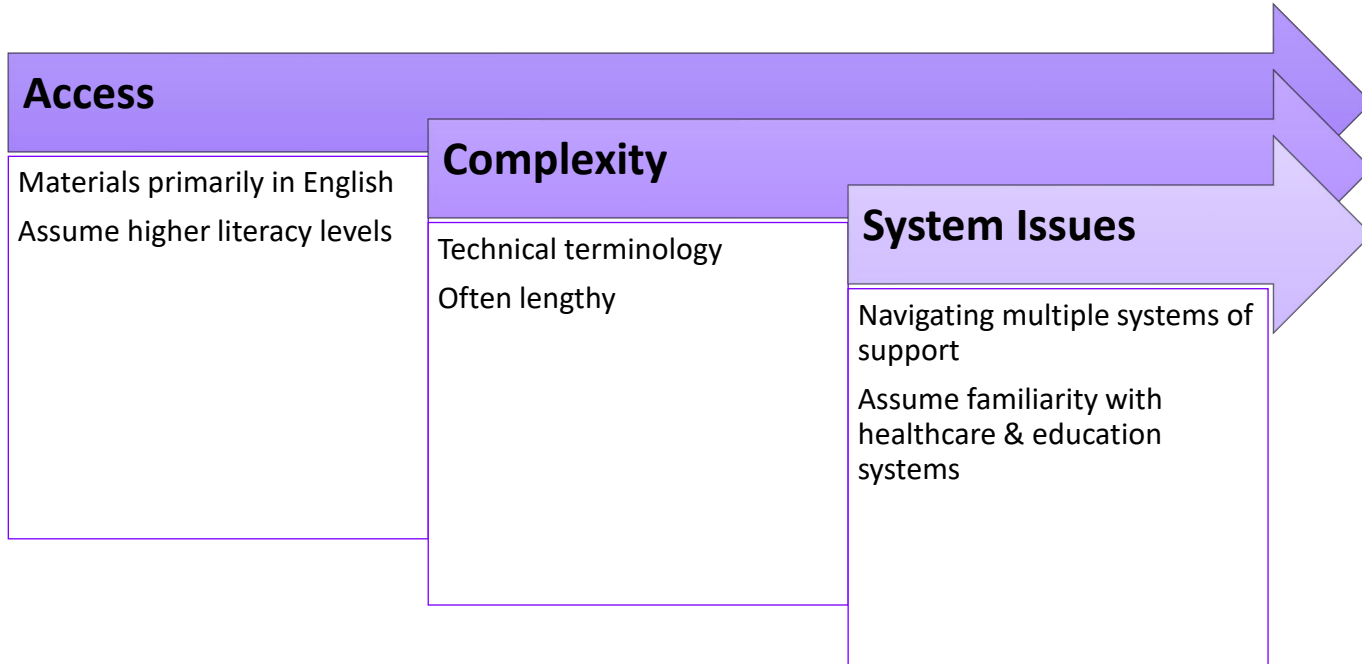 Access
Materials primarily in English
Assume higher literacy levels
Complexity
Technical terminology
Often lengthy
System Issues
Navigating multiple systems of
support
Assume familiarity with
healthcare & education
systems